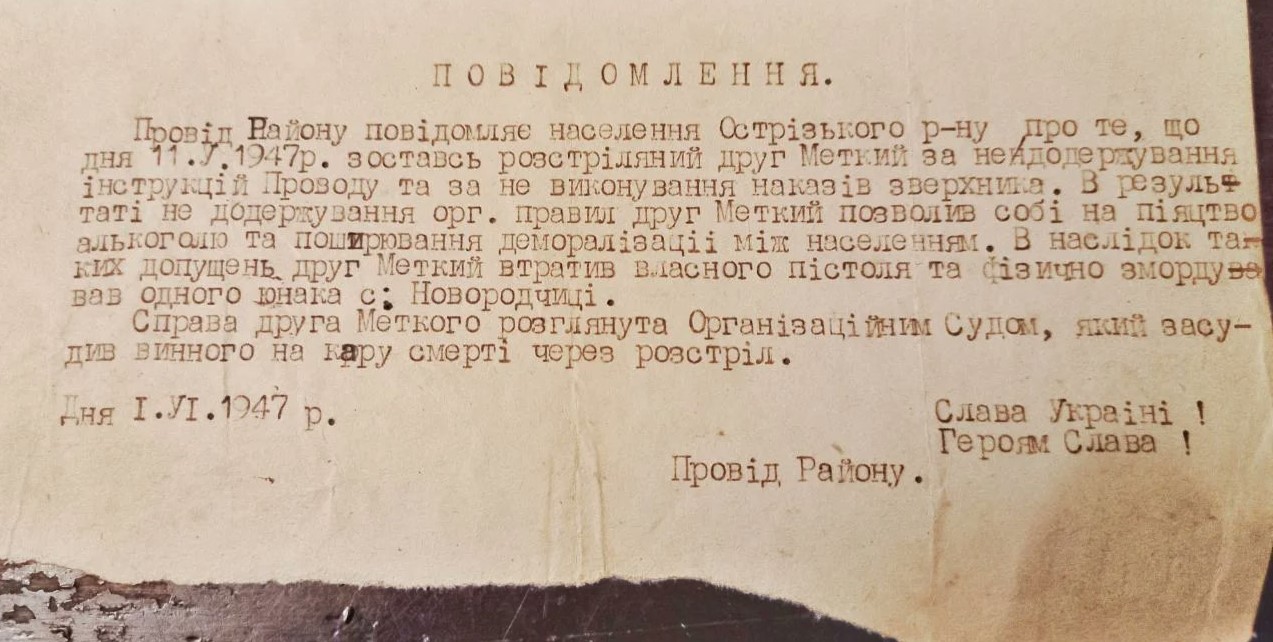 П О В І Д О М Л Е Н Н Я.
Провід Району повідомляє населення Острізького р-ну про те, що
дня 11.У.1947р. зоставсь розстріляний друг Меткий за недодержування
інструкцій Проводу та за не виконування наказів зверхника. В резуль-
таті не додержування орг. правил друг Меткий позволив собі на піяцтво
алькоголю та поширювання деморалізаціі між населенням. В наслідок та-
ких допущень друг Меткий втратив власного пістоля та фізично зморду
вав одного юнака с; Новородчиці.
Справа друга Меткого розглянута Організаційним Судом, який засу-
див винного на кару смерті через розстріл.
Дня І.УІ.1947 р.
Слава Украіні !
Героям Слава !
Провід Району.